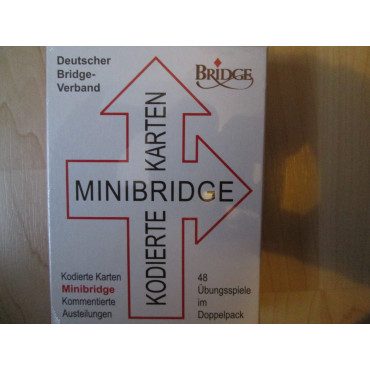 Deutscher
Bridge-
Verband
BRIDGE
KODIERTE KARTEN
MINIBRIDGE
Kodierte Karten
Minibridge
Kommentierte
Austeilungen
48
Übungsspiele
im
Doppelpack